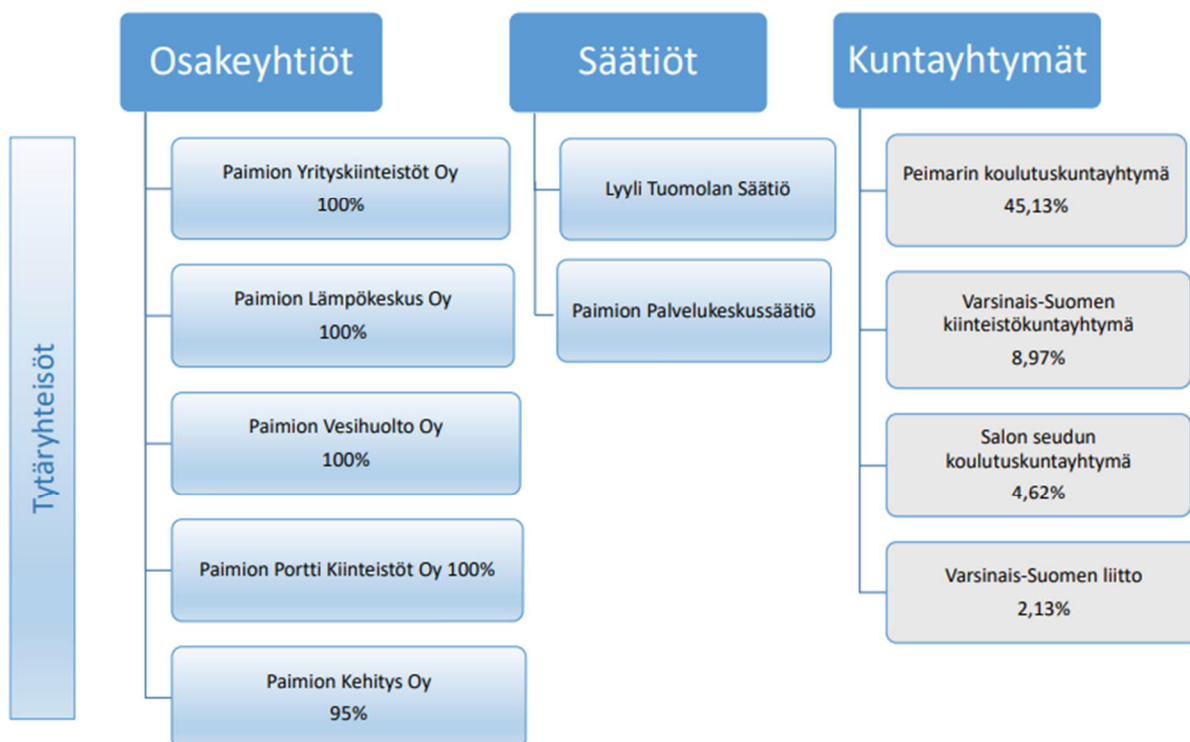 Osakeyhtiöt
Säätiöt
Kuntayhtymät
Tytäryhteisöt
Paimion Yrityskiinteistöt Oy
100%
Paimion Lämpökeskus Oy
100%
Paimion Vesihuolto Oy
100%
Paimion Portti Kiinteistöt Oy 100%
Paimion Kehitys Oy
95%
Lyyli Tuomolan Säätiö
Paimion Palvelukeskussäätiö
Peimarin koulutuskuntayhtymä
45,13%
Varsinais-Suomen
kiinteistökuntayhtymä
8,97%
Salon seudun
koulutuskuntayhtymä
4,62%
Varsinais-Suomen liitto
2,13%